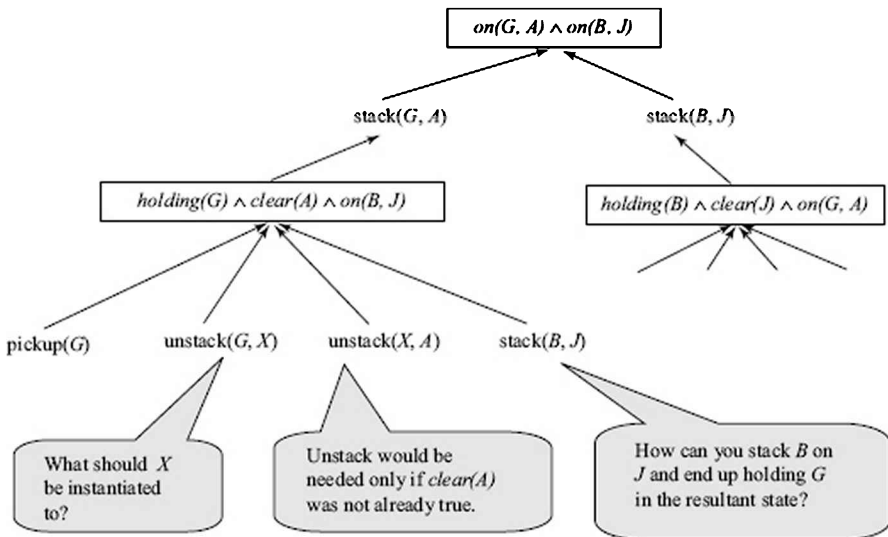 on(G, A) ∧ on(B, J)
stack(G, A)
stack(B, J)
holding(G) ∧ clear(A) ∧ on(B, J)
holding(B) ∧ clear(J) ∧ on(G, A)
pickup(G)
unstack(G, X)
unstack(X, A)
stack(B, J)
What should X
be instantiated
to?
Unstack would be
needed only if clear(A)
was not already true.
How can you stack B on
J and end up holding G
in the resultant state?